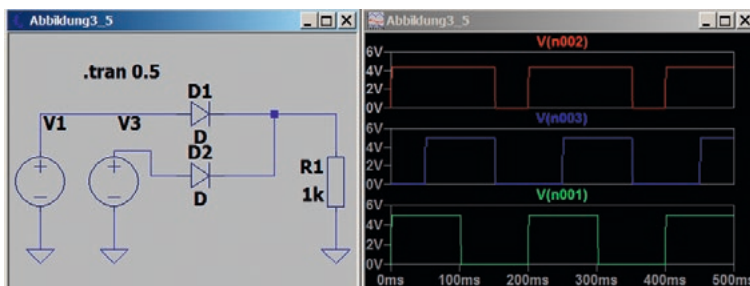 Abbildung3_5
.tran 0.5
V1
V3
D1
D
D2
D
R1
1k
Abbildung3_5
V(n002)
6V
4V
2V
0V
V(n003)
6V
4V
2V
0V
V(n001)
6V
4V
2V
0V
0ms 100ms 200ms 300ms 400ms 500ms